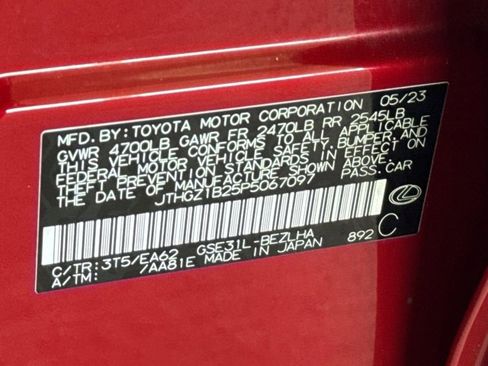 MFD. BY: TOYOTA MOTOR CORPORATION 05/23
GVWR 4700LB GAWR FR 2470LB RR 2545LB
THIS VEHICLE CONFORMS TO ALL APPLICABLE
FEDERAL MOTOR VEHICLE SAFETY, BUMPER, AND
THEFT PREVENTION STANDARDS IN EFFECT ON
THE DATE OF MANUFACTURE SHOWN ABOVE.
JTHGZ1B25P5067097 PASS. CAR
C/TR: 3T5/EA62 GSE31L-BEZLHA 892 C
A/TM: /AA81E MADE IN JAPAN